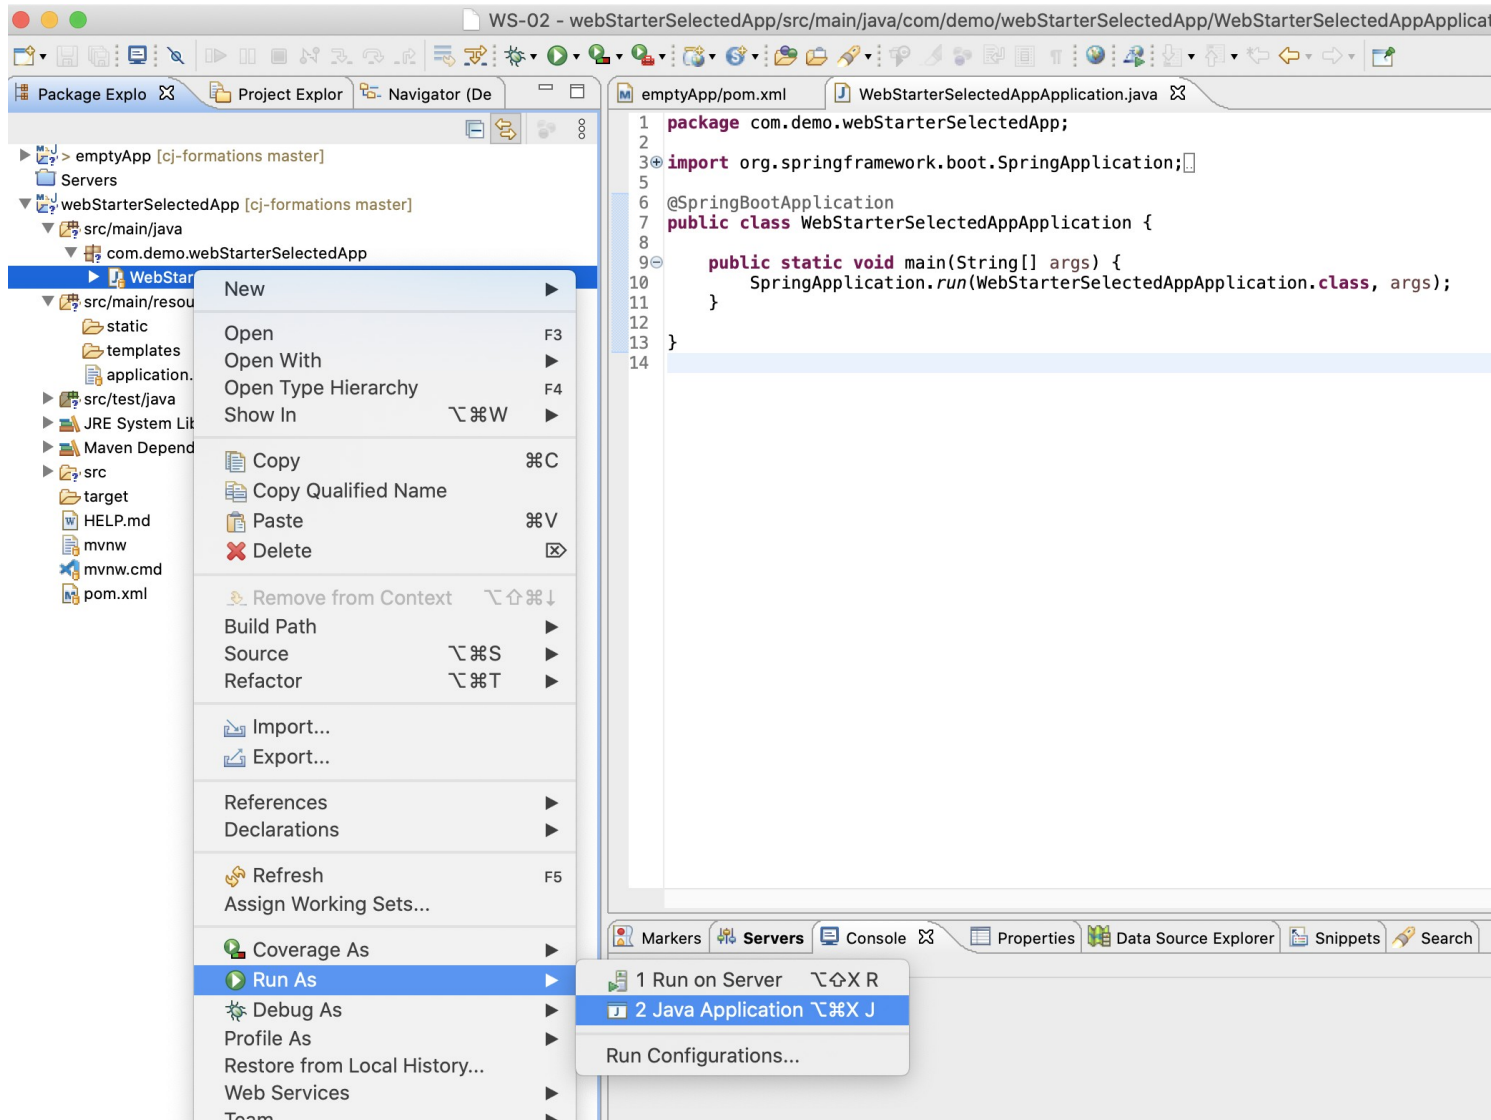 WS-02 - webStarterSelectedApp/src/main/java/com/demo/webStarterSelectedApp/WebStarterSelectedAppApplicat
Package Explo
Project Explor
Navigator (De
> emptyApp [cj-formations master]
Servers
webStarterSelectedApp [cj-formations master]
src/main/java
com.demo.webStarterSelectedApp
WebStar
src/main/resou
static
templates
application.
src/test/java
JRE System Lib
Maven Depend
src
target
HELP.md
mvnw
mvnw.cmd
pom.xml
New
Open F3
Open With
Open Type Hierarchy F4
Show In ⌥⌘W
Copy ⌘C
Copy Qualified Name
Paste ⌘V
Delete ⌦
Remove from Context ⌥⇧⌘↓
Build Path
Source ⌥⌘S
Refactor ⌥⌘T
Import...
Export...
References
Declarations
Refresh F5
Assign Working Sets...
Coverage As
Run As
Debug As
Profile As
Restore from Local History...
Web Services
Team
1 Run on Server ⌥⇧X R
2 Java Application ⌥⌘X J
Run Configurations...
emptyApp/pom.xml
WebStarterSelectedAppApplication.java
1 package com.demo.webStarterSelectedApp;
2
3 import org.springframework.boot.SpringApplication;
5
6 @SpringBootApplication
7 public class WebStarterSelectedAppApplication {
8
9 public static void main(String[] args) {
10 SpringApplication.run(WebStarterSelectedAppApplication.class, args);
11 }
12
13 }
14
Markers
Servers
Console
Properties
Data Source Explorer
Snippets
Search